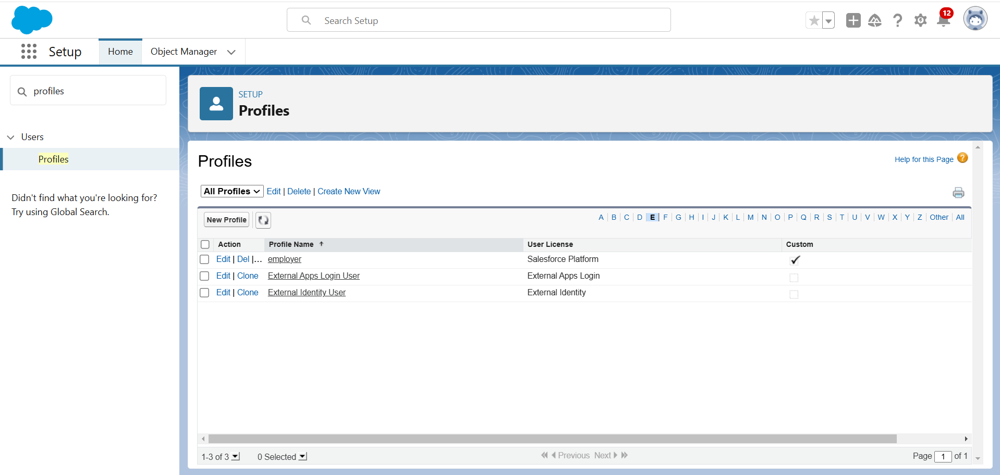 Search Setup
12
Setup
Home
Object Manager
profiles
Users
Profiles
Didn't find what you're looking for?
Try using Global Search.
SETUP
Profiles
Profiles
Help for this Page ?
All Profiles Edit | Delete | Create New View
New Profile
A | B | C | D | E | F | G | H | I | J | K | L | M | N | O | P | Q | R | S | T | U | V | W | X | Y | Z | Other | All
Action Profile Name ↑ User License Custom
Edit | Del |... employer Salesforce Platform ✓
Edit | Clone External Apps Login User External Apps Login
Edit | Clone External Identity User External Identity
1-3 of 3 0 Selected Previous Next Page 1 of 1